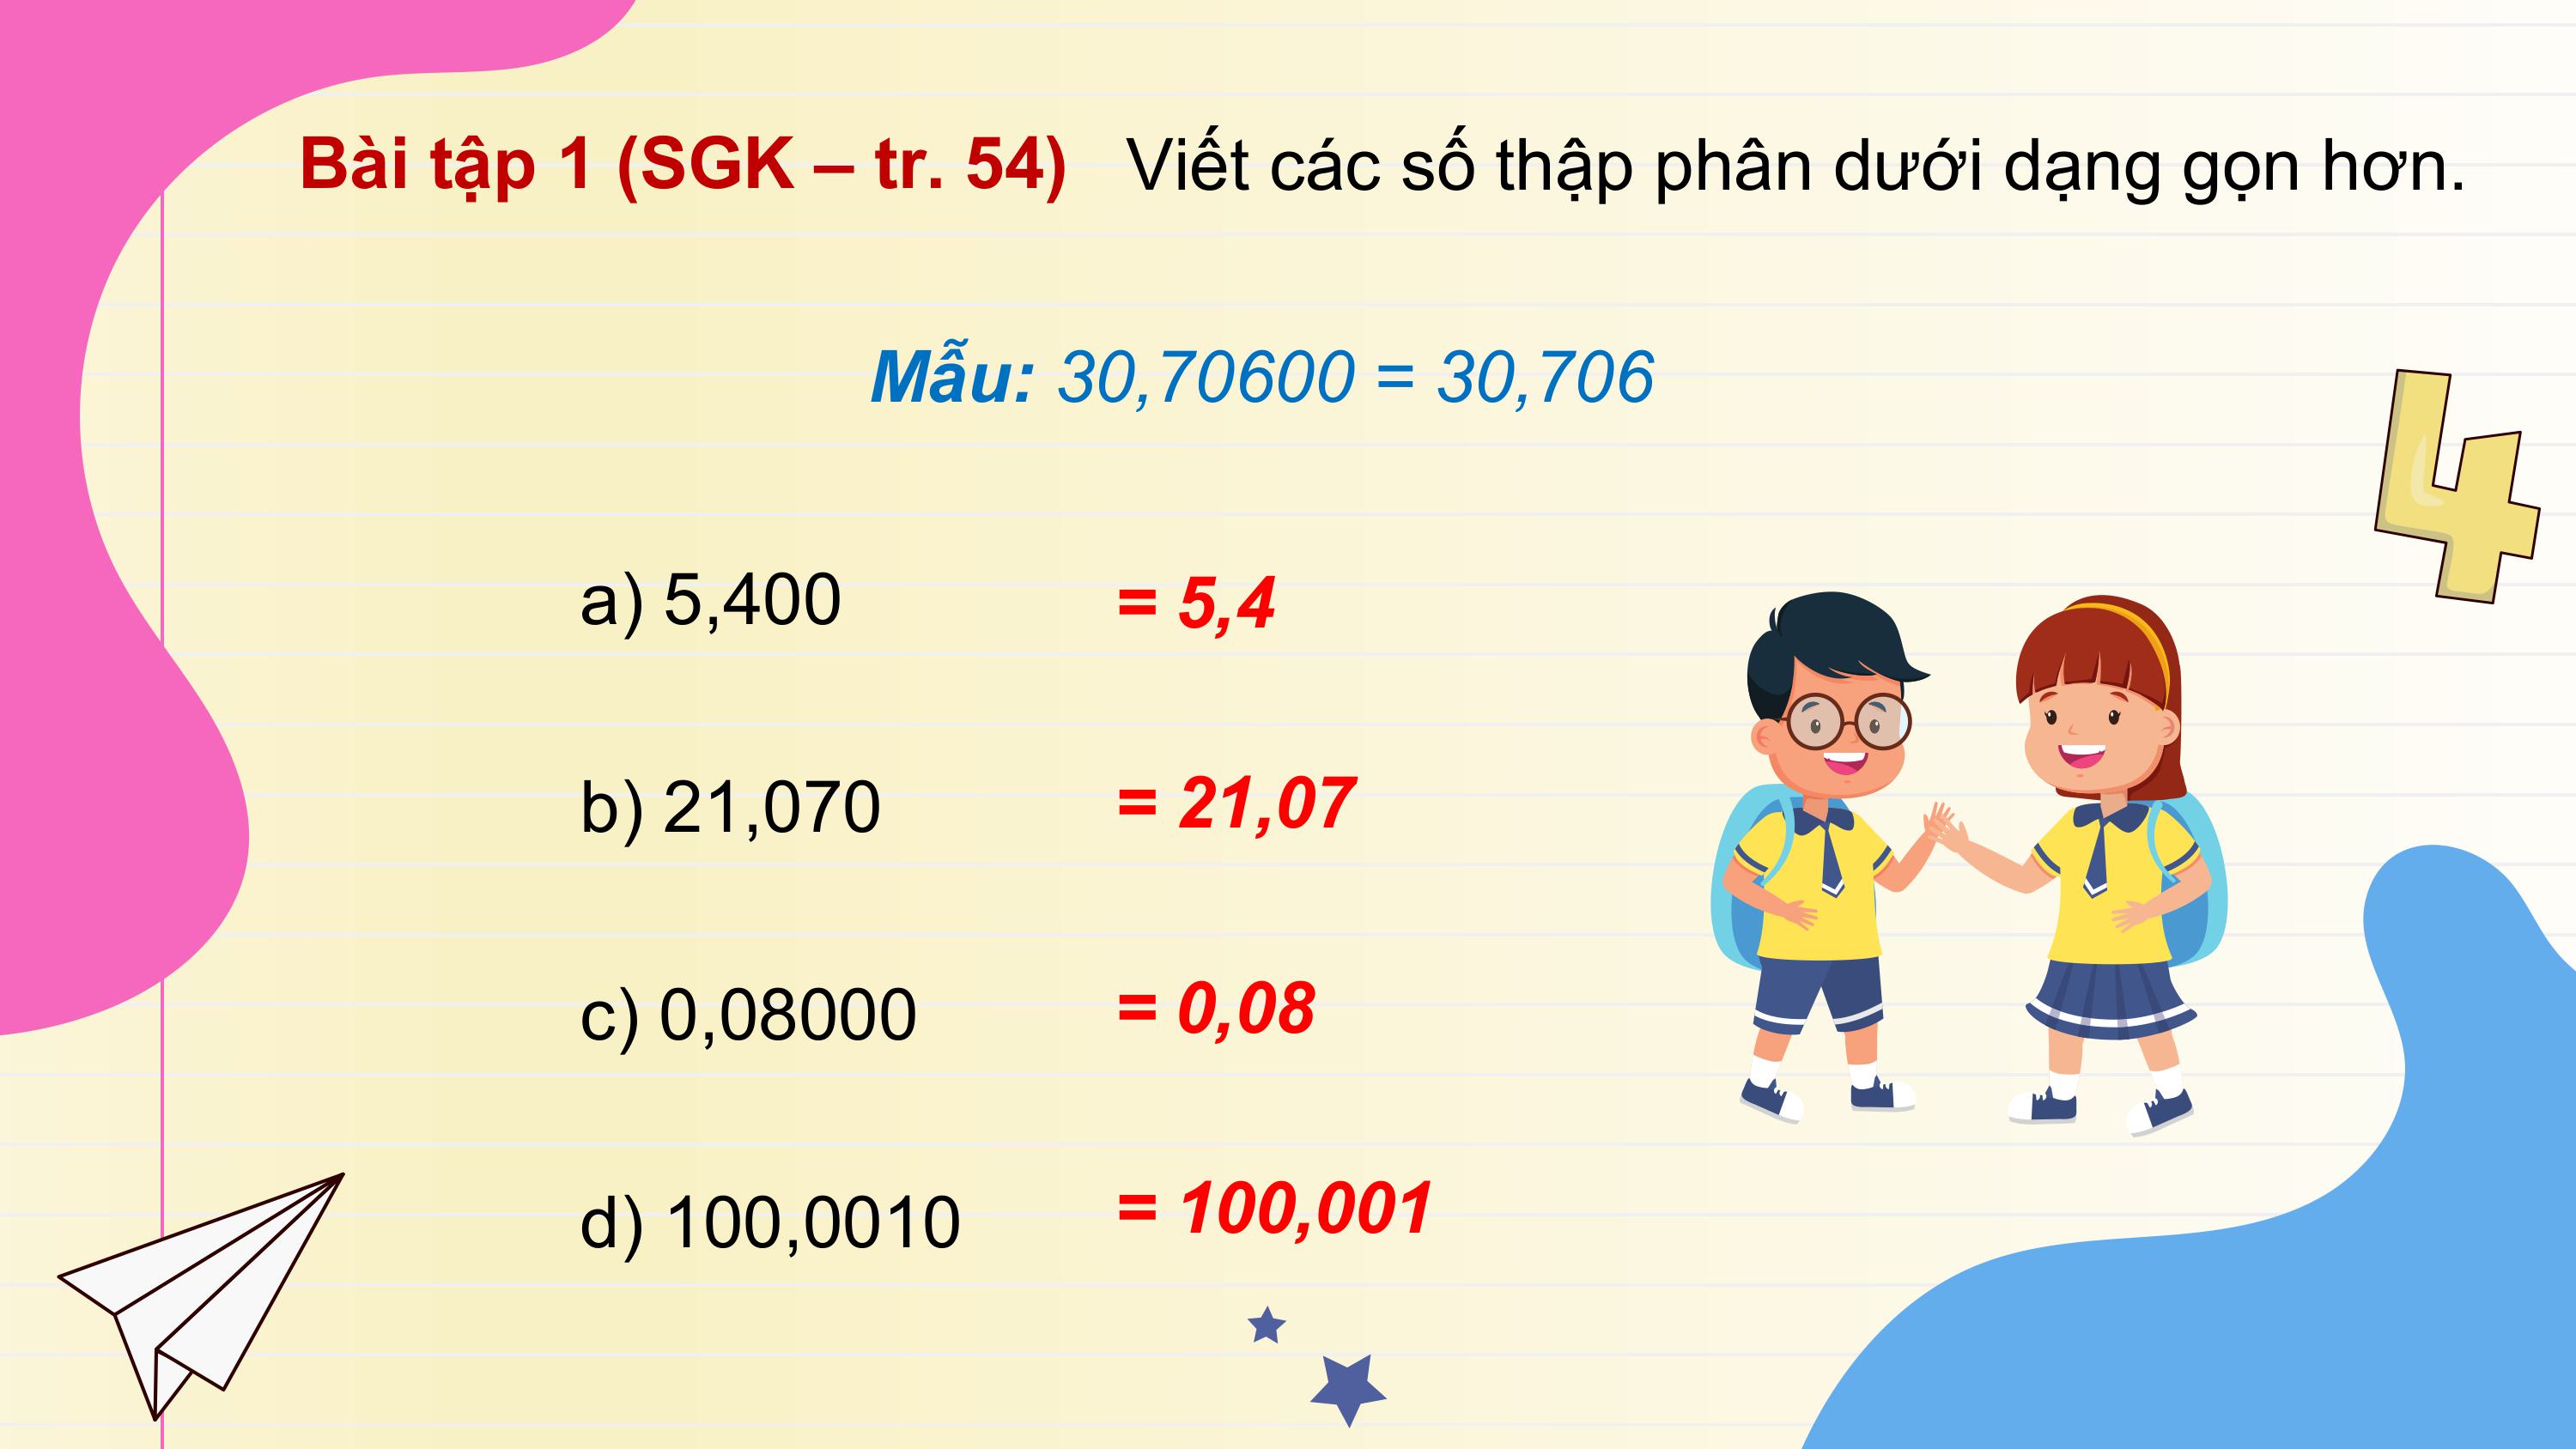 Bài tập 1 (SGK – tr. 54) Viết các số thập phân dưới dạng gọn hơn.
Mẫu: 30,70600 = 30,706
4
a) 5,400 = 5,4
b) 21,070 = 21,07
c) 0,08000 = 0,08
d) 100,0010 = 100,001